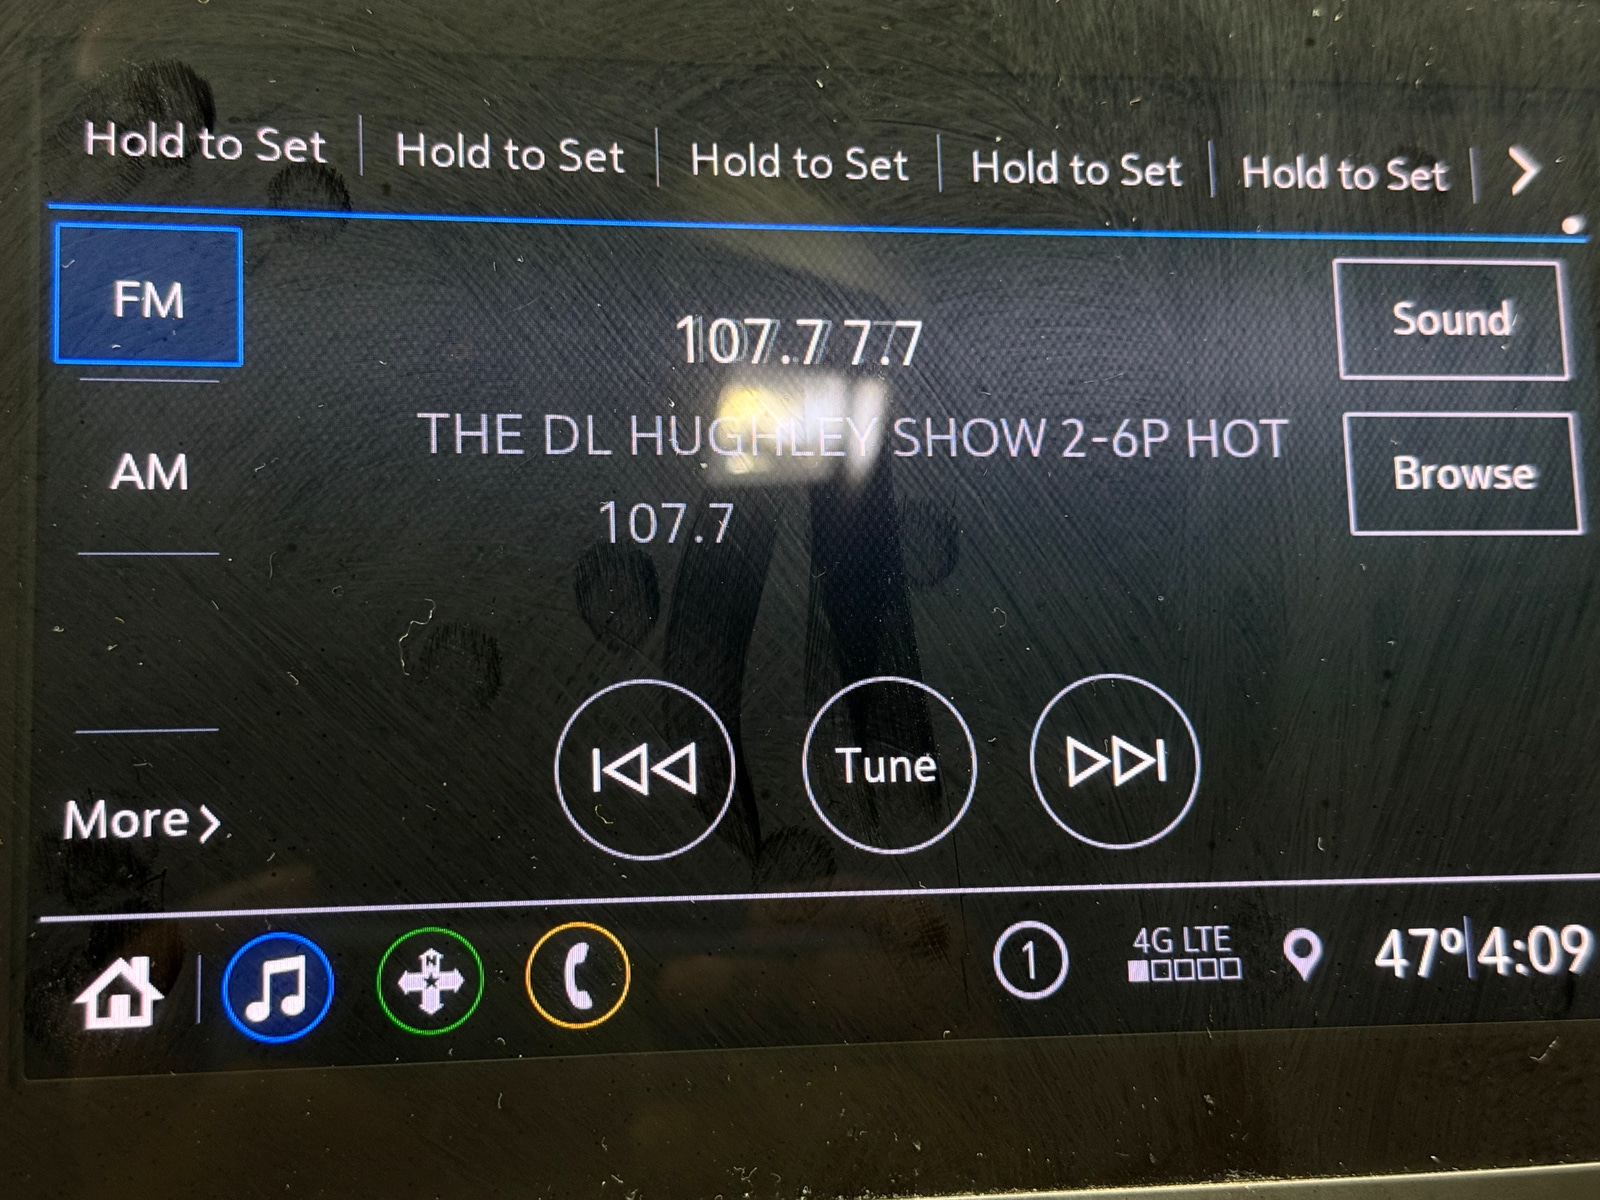 Hold to Set Hold to Set Hold to Set Hold to Set Hold to Set
FM
107.7 7.7
Sound
THE DL HUGHLEY SHOW 2-6P HOT
107.7
AM
Browse
Tune
More
N
1
4G LTE
47° 4:09